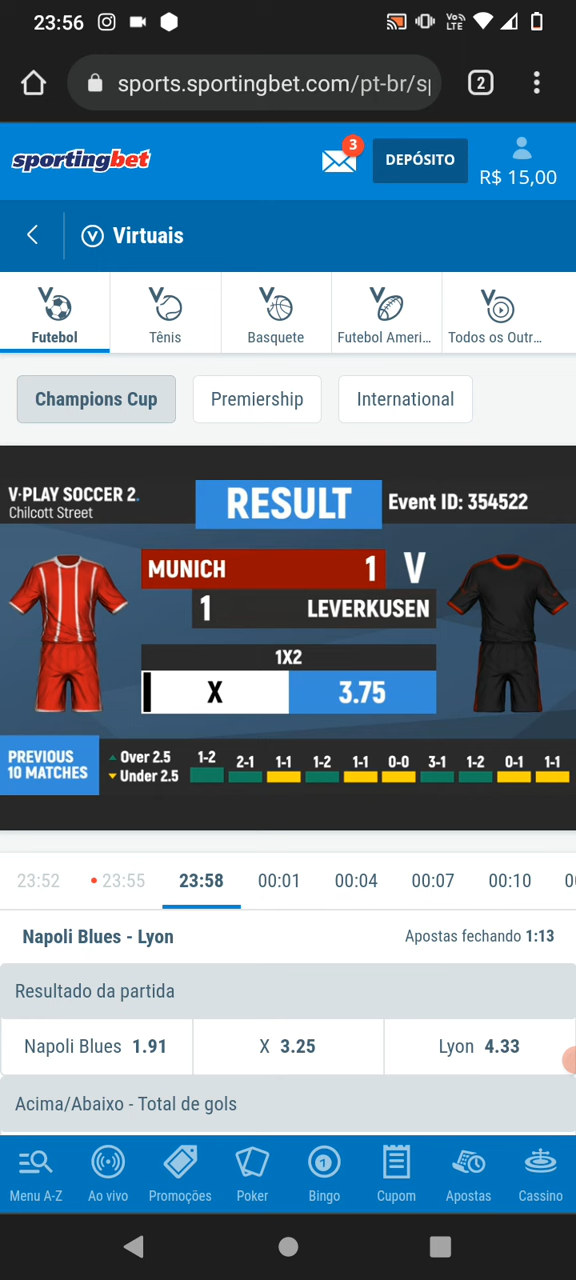 23:56
Vo) LTE
sports.sportingbet.com/pt-br/sp
2
sportingbet
3
DEPÓSITO
R$ 15,00
V Virtuais
V V V V V
Futebol Tênis Basquete Futebol Ameri... Todos os Outr...
Champions Cup Premiership International
V·PLAY SOCCER 2.
Chilcott Street
RESULT
Event ID: 354522
MUNICH 1 V
1 LEVERKUSEN
1X2
X 3.75
PREVIOUS
10 MATCHES
Over 2.5
Under 2.5
1-2 2-1 1-1 1-2 1-1 0-0 3-1 1-2 0-1 1-1
23:52 23:55 23:58 00:01 00:04 00:07 00:10
Napoli Blues - Lyon Apostas fechando 1:13
Resultado da partida
Napoli Blues 1.91 X 3.25 Lyon 4.33
Acima/Abaixo - Total de gols
1
Menu A-Z Ao vivo Promoções Poker Bingo Cupom Apostas Cassino